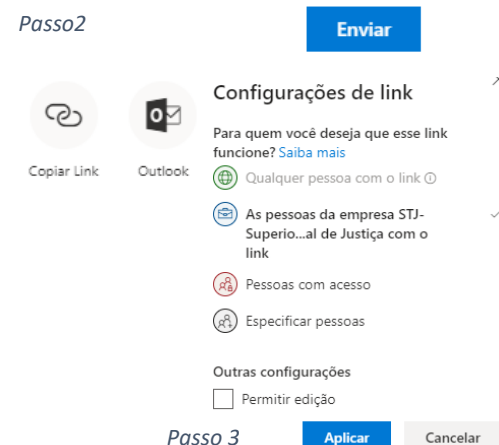 Passo2
Enviar
Copiar Link
Outlook
Configurações de link
Para quem você deseja que esse link
funcione? Saiba mais
Qualquer pessoa com o link
As pessoas da empresa STJ-
Superio...al de Justiça com o
link
Pessoas com acesso
Especificar pessoas
Outras configurações
Permitir edição
Passo 3
Aplicar
Cancelar